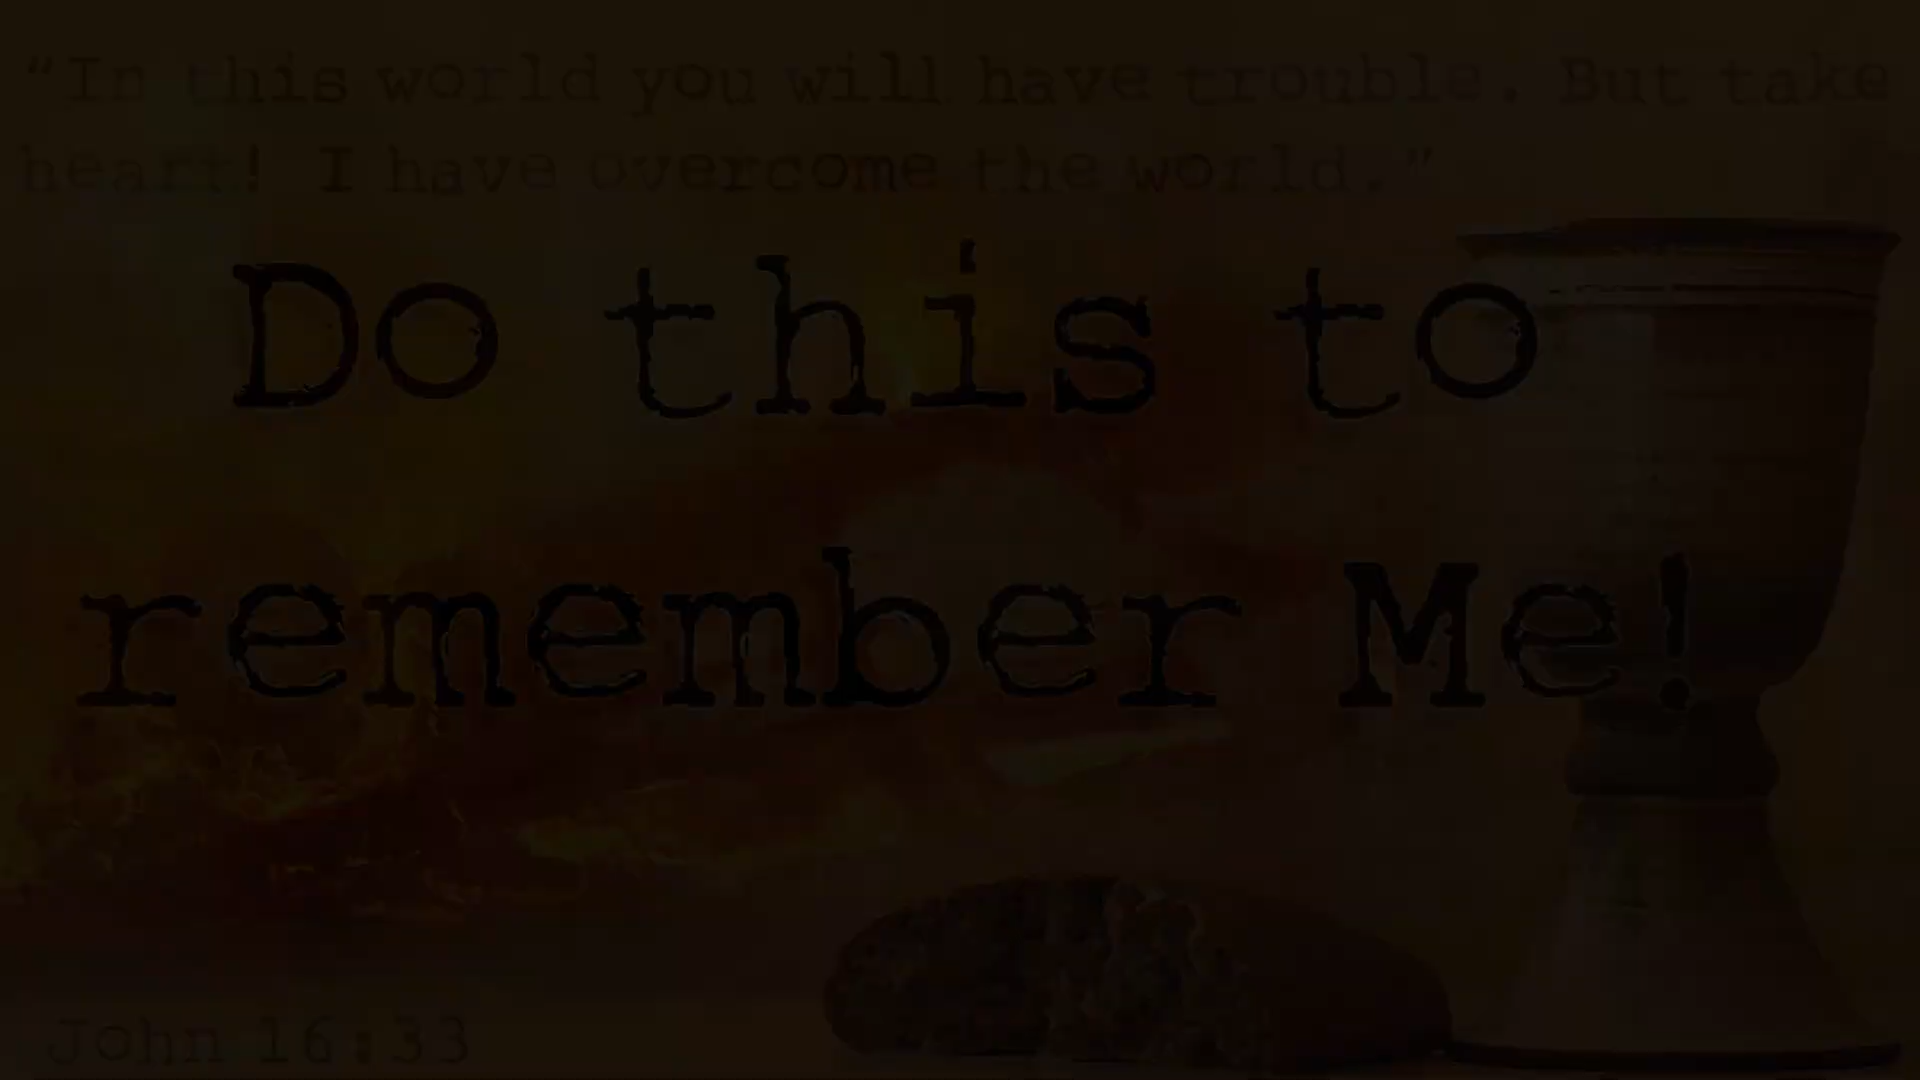 “In this world you will have trouble. But take
heart! I have overcome the world.”
Do this to
remember Me!
John 16:33